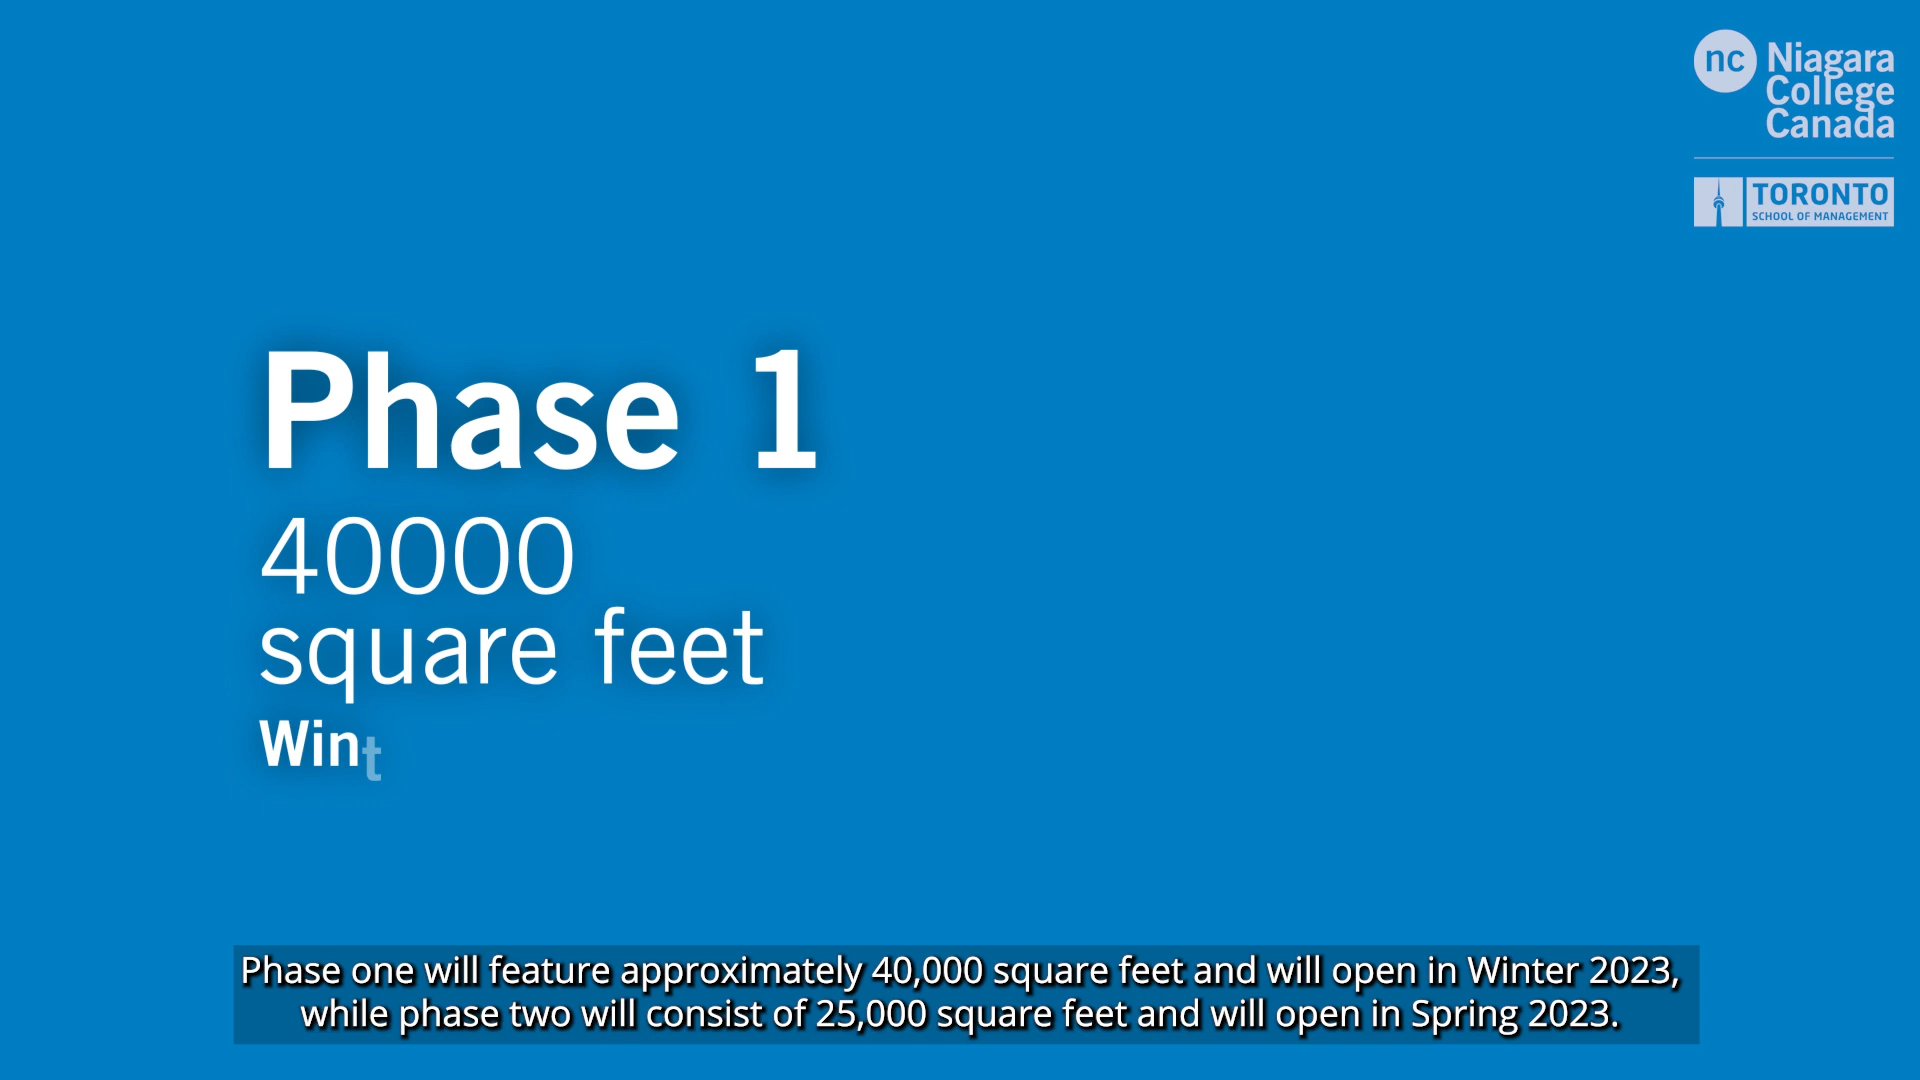 nc
Niagara
College
Canada
TORONTO
SCHOOL OF MANAGEMENT
Phase 1
40000
square feet
Wint
Phase one will feature approximately 40,000 square feet and will open in Winter 2023,
while phase two will consist of 25,000 square feet and will open in Spring 2023.